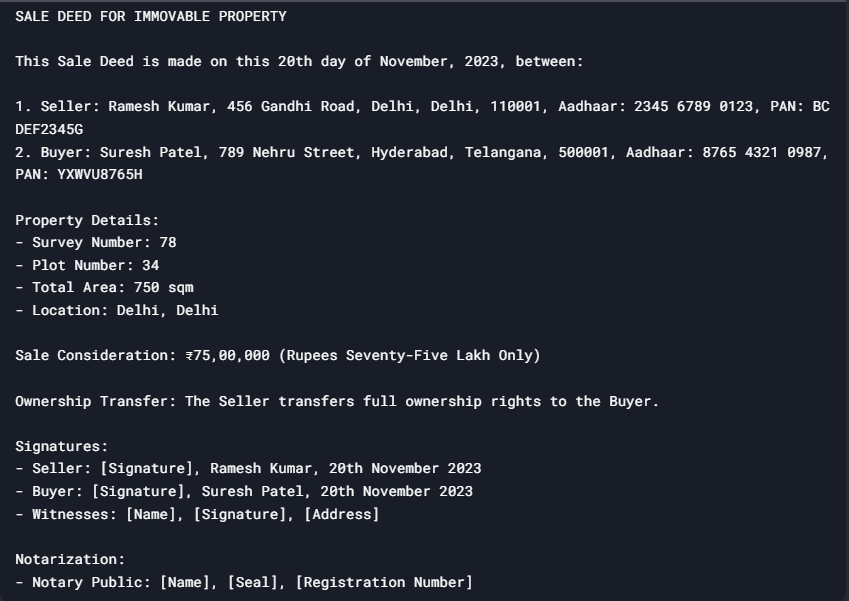 SALE DEED FOR IMMOVABLE PROPERTY
This Sale Deed is made on this 20th day of November, 2023, between:
1. Seller: Ramesh Kumar, 456 Gandhi Road, Delhi, Delhi, 110001, Aadhaar: 2345 6789 0123, PAN: BC
DEF2345G
2. Buyer: Suresh Patel, 789 Nehru Street, Hyderabad, Telangana, 500001, Aadhaar: 8765 4321 0987,
PAN: YXWVU8765H
Property Details:
- Survey Number: 78
- Plot Number: 34
- Total Area: 750 sqm
- Location: Delhi, Delhi
Sale Consideration: ₹75,00,000 (Rupees Seventy-Five Lakh Only)
Ownership Transfer: The Seller transfers full ownership rights to the Buyer.
Signatures:
- Seller: [Signature], Ramesh Kumar, 20th November 2023
- Buyer: [Signature], Suresh Patel, 20th November 2023
- Witnesses: [Name], [Signature], [Address]
Notarization:
- Notary Public: [Name], [Seal], [Registration Number]